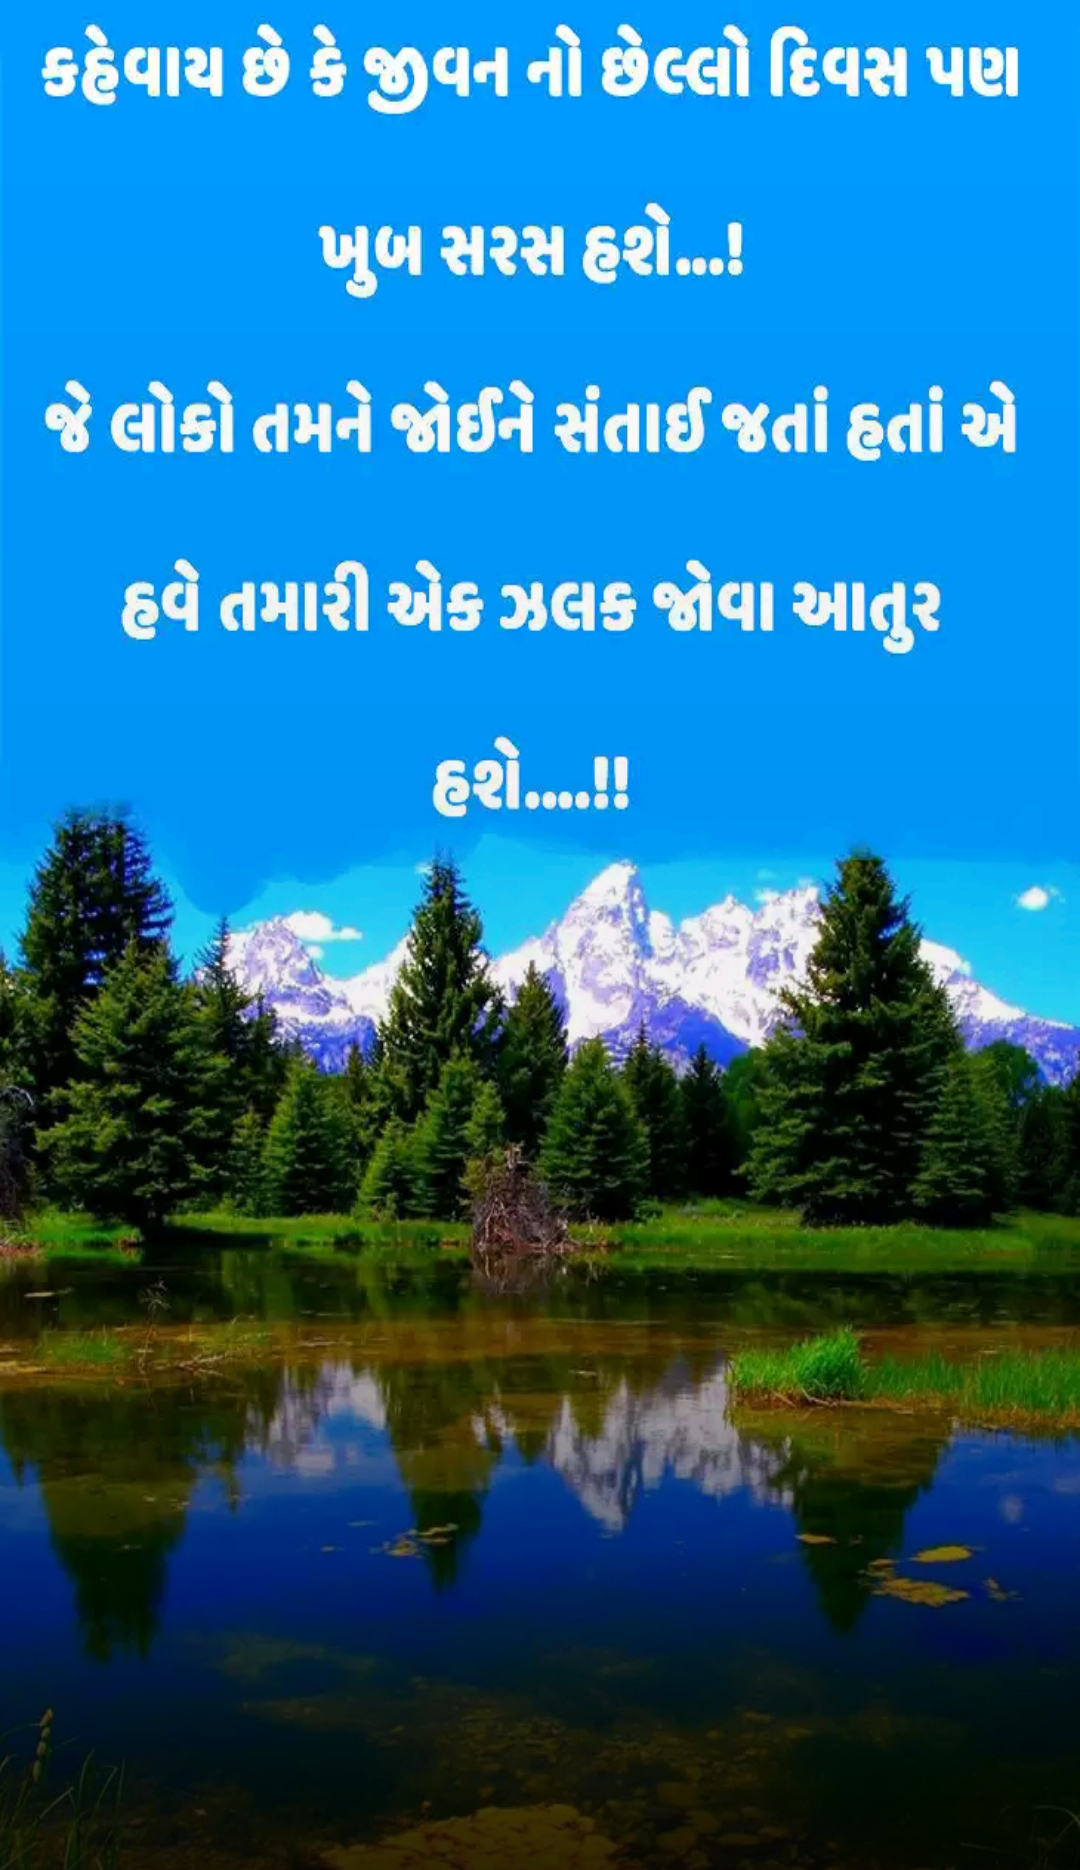 કહેવાય છે કે જીવન નો છેલ્લો દિવસ પણ
ખુબ સરસ હશે...!
જે લોકો તમને જોઈને સંતાઈ જતાં હતાં એ
હવે તમારી એક ઝલક જોવા આતુર
હશે....!!